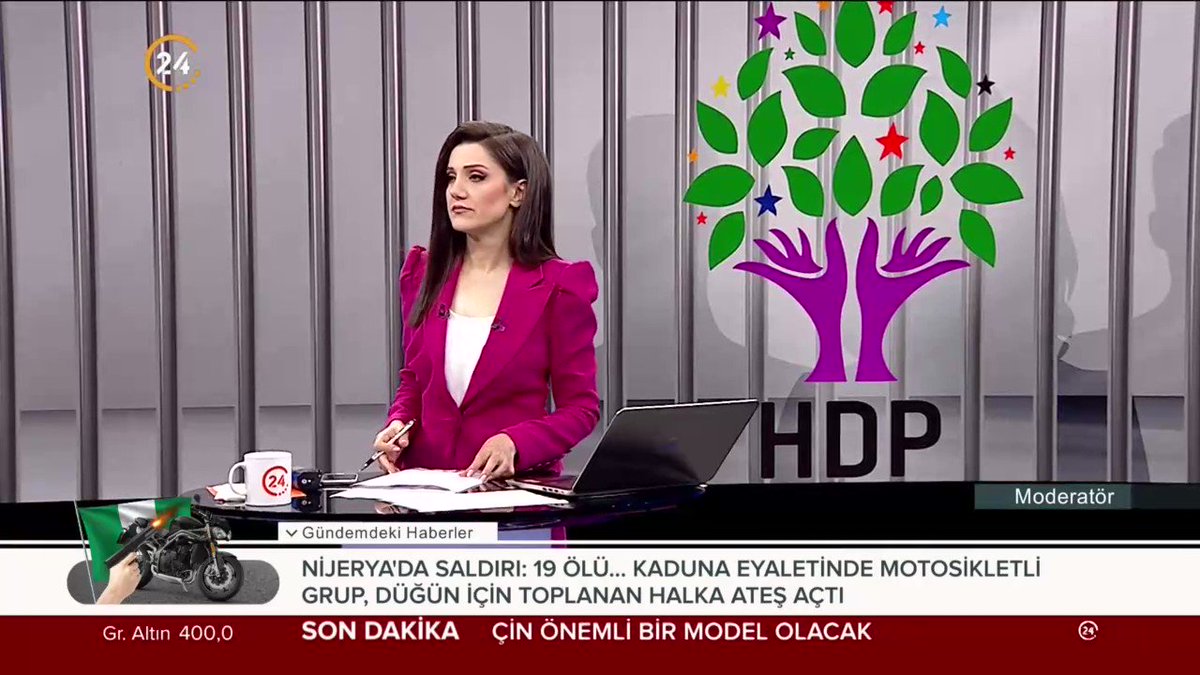 24
HDP
24
Moderatör
Gündemdeki Haberler
NİJERYA'DA SALDIRI: 19 ÖLÜ... KADUNA EYALETİNDE MOTOSİKLETLİ
GRUP, DÜĞÜN İÇİN TOPLANAN HALKA ATEŞ AÇTI
Gr. Altın 400,0
SON DAKİKA ÇİN ÖNEMLİ BİR MODEL OLACAK
24